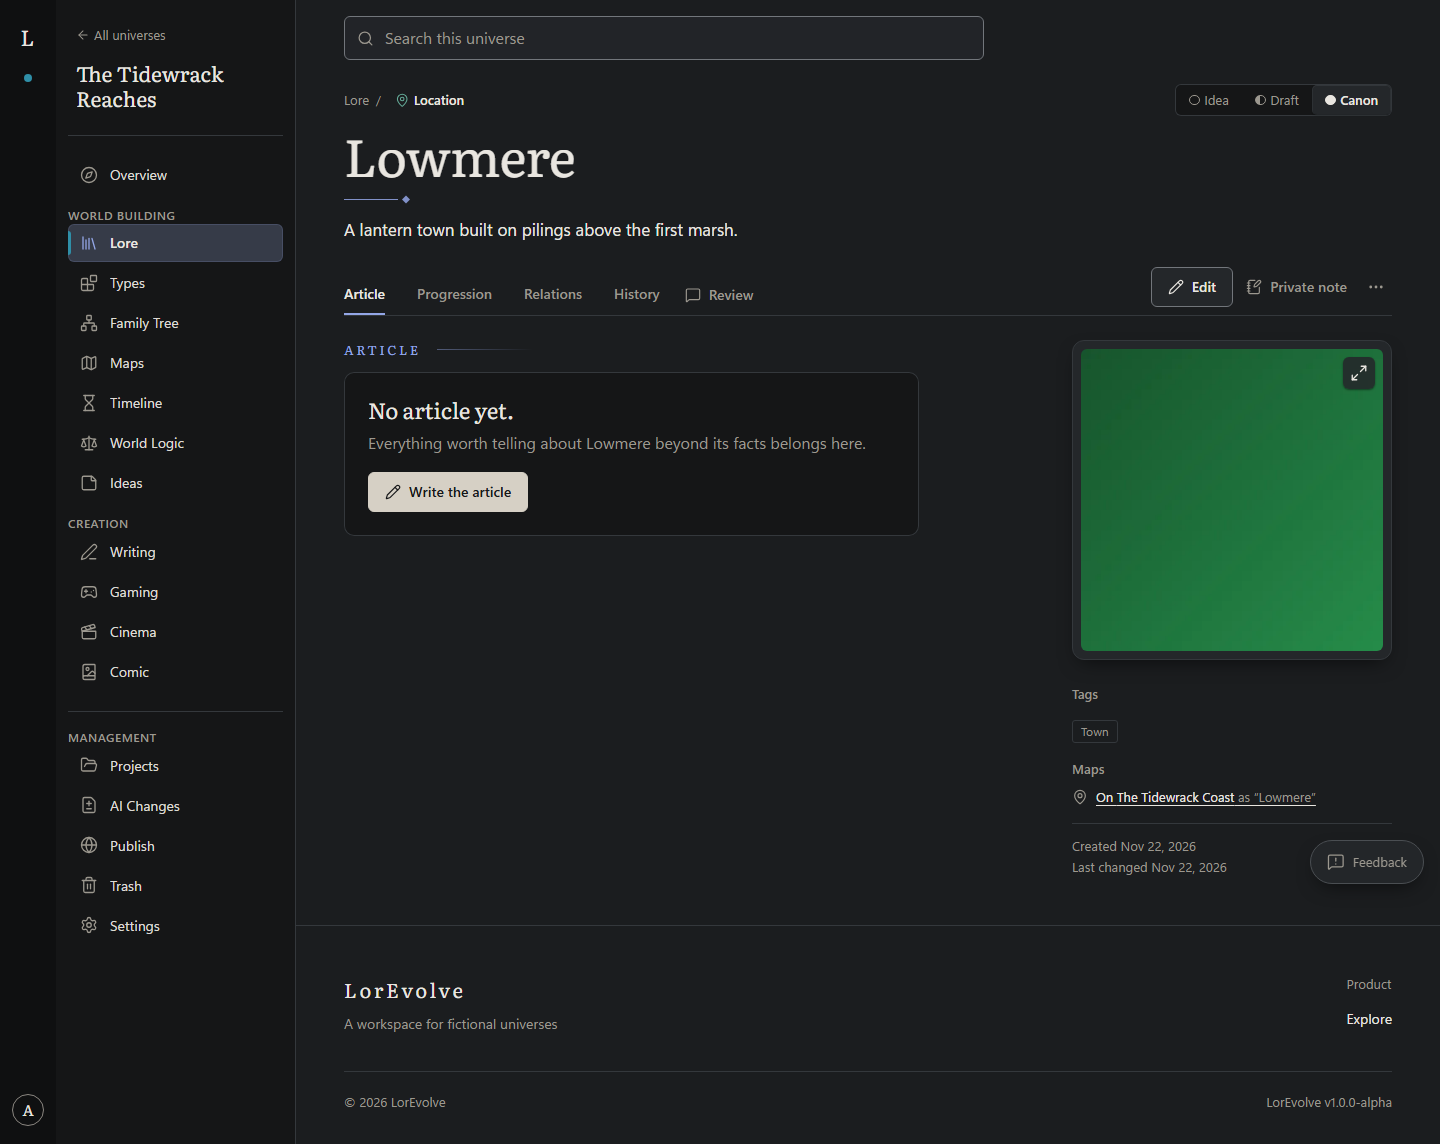 L
All universes
The Tidewrack
Reaches
Overview
WORLD BUILDING
Lore
Types
Family Tree
Maps
Timeline
World Logic
Ideas
CREATION
Writing
Gaming
Cinema
Comic
MANAGEMENT
Projects
AI Changes
Publish
Trash
Settings
A
Search this universe
Lore / Location
Idea Draft Canon
Lowmere
A lantern town built on pilings above the first marsh.
Article Progression Relations History Review
Edit Private note
ARTICLE
No article yet.
Everything worth telling about Lowmere beyond its facts belongs here.
Write the article
Tags
Town
Maps
On The Tidewrack Coast as “Lowmere”
Created Nov 22, 2026
Last changed Nov 22, 2026
Feedback
LorEvolve
A workspace for fictional universes
Product
Explore
© 2026 LorEvolve
LorEvolve v1.0.0-alpha